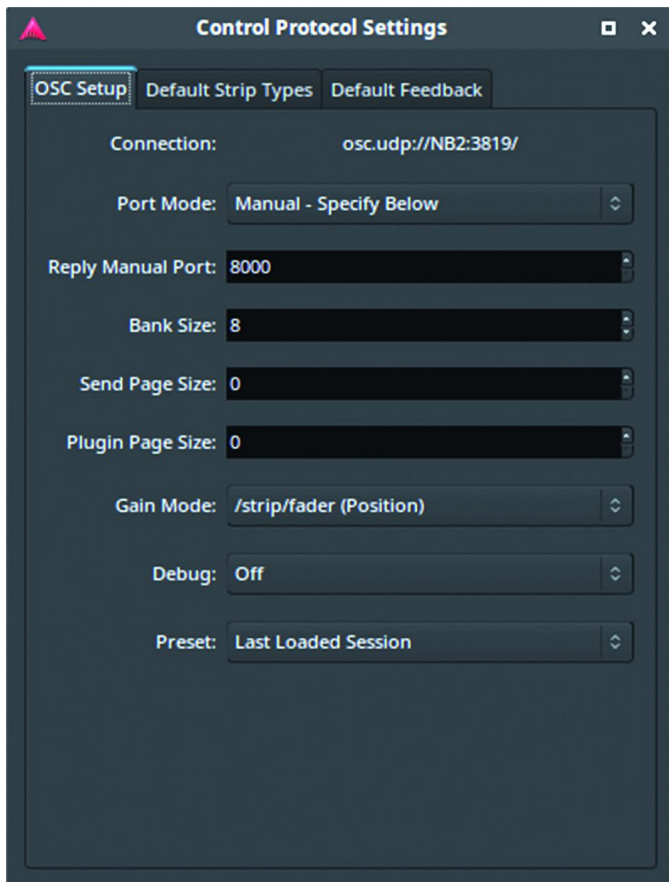 Control Protocol Settings
OSC Setup Default Strip Types Default Feedback
Connection: osc.udp://NB2:3819/
Port Mode: Manual - Specify Below
Reply Manual Port: 8000
Bank Size: 8
Send Page Size: 0
Plugin Page Size: 0
Gain Mode: /strip/fader (Position)
Debug: Off
Preset: Last Loaded Session